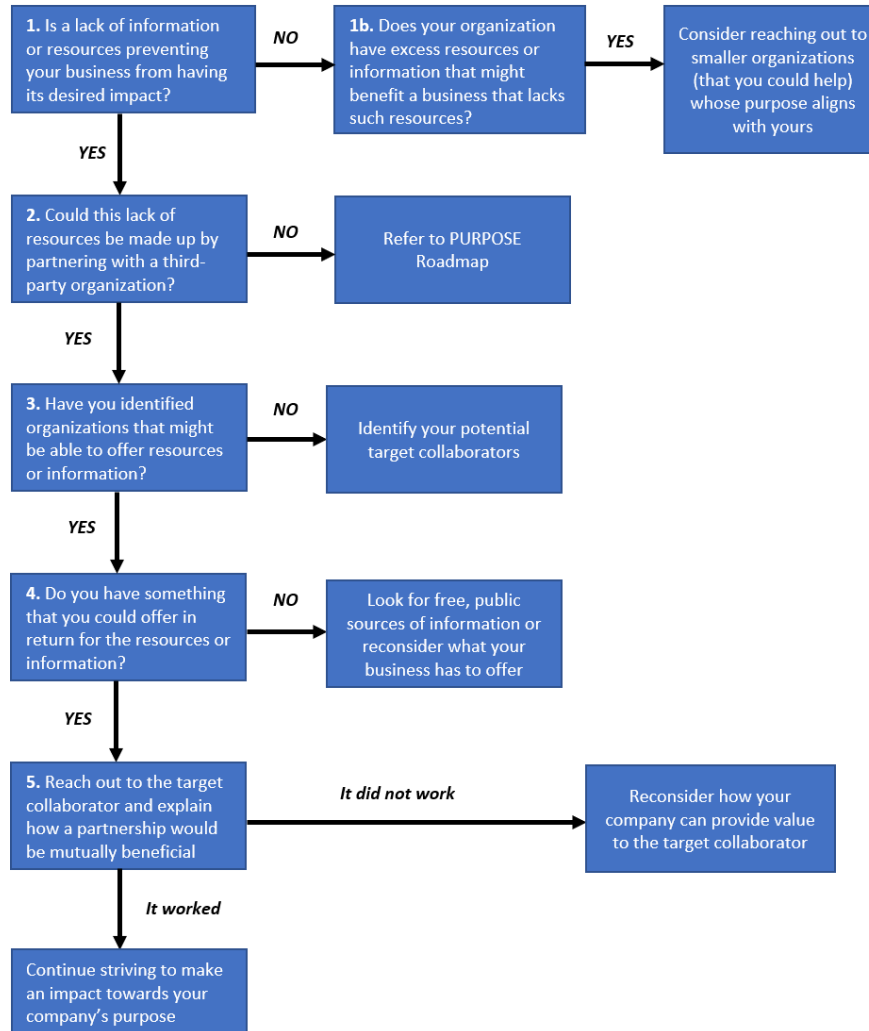 1. Is a lack of information
or resources preventing
your business from having
its desired impact?
NO
1b. Does your organization
have excess resources or
information that might
benefit a business that lacks
such resources?
YES
Consider reaching out to
smaller organizations
(that you could help)
whose purpose aligns
with yours
YES
2. Could this lack of
resources be made up by
partnering with a third-
party organization?
NO
Refer to PURPOSE
Roadmap
YES
3. Have you identified
organizations that might
be able to offer resources
or information?
NO
Identify your potential
target collaborators
YES
4. Do you have something
that you could offer in
return for the resources or
information?
NO
Look for free, public
sources of information or
reconsider what your
business has to offer
YES
5. Reach out to the target
collaborator and explain
how a partnership would
be mutually beneficial
It did not work
Reconsider how your
company can provide value
to the target collaborator
It worked
Continue striving to make
an impact towards your
company's purpose